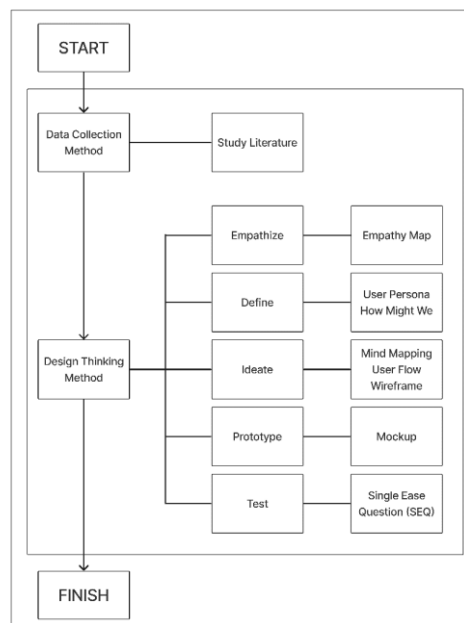 START
Data Collection
Method
Study Literature
Empathize
Empathy Map
Define
User Persona
How Might We
Design Thinking
Method
Ideate
Mind Mapping
User Flow
Wireframe
Prototype
Mockup
Test
Single Ease
Question (SEQ)
FINISH